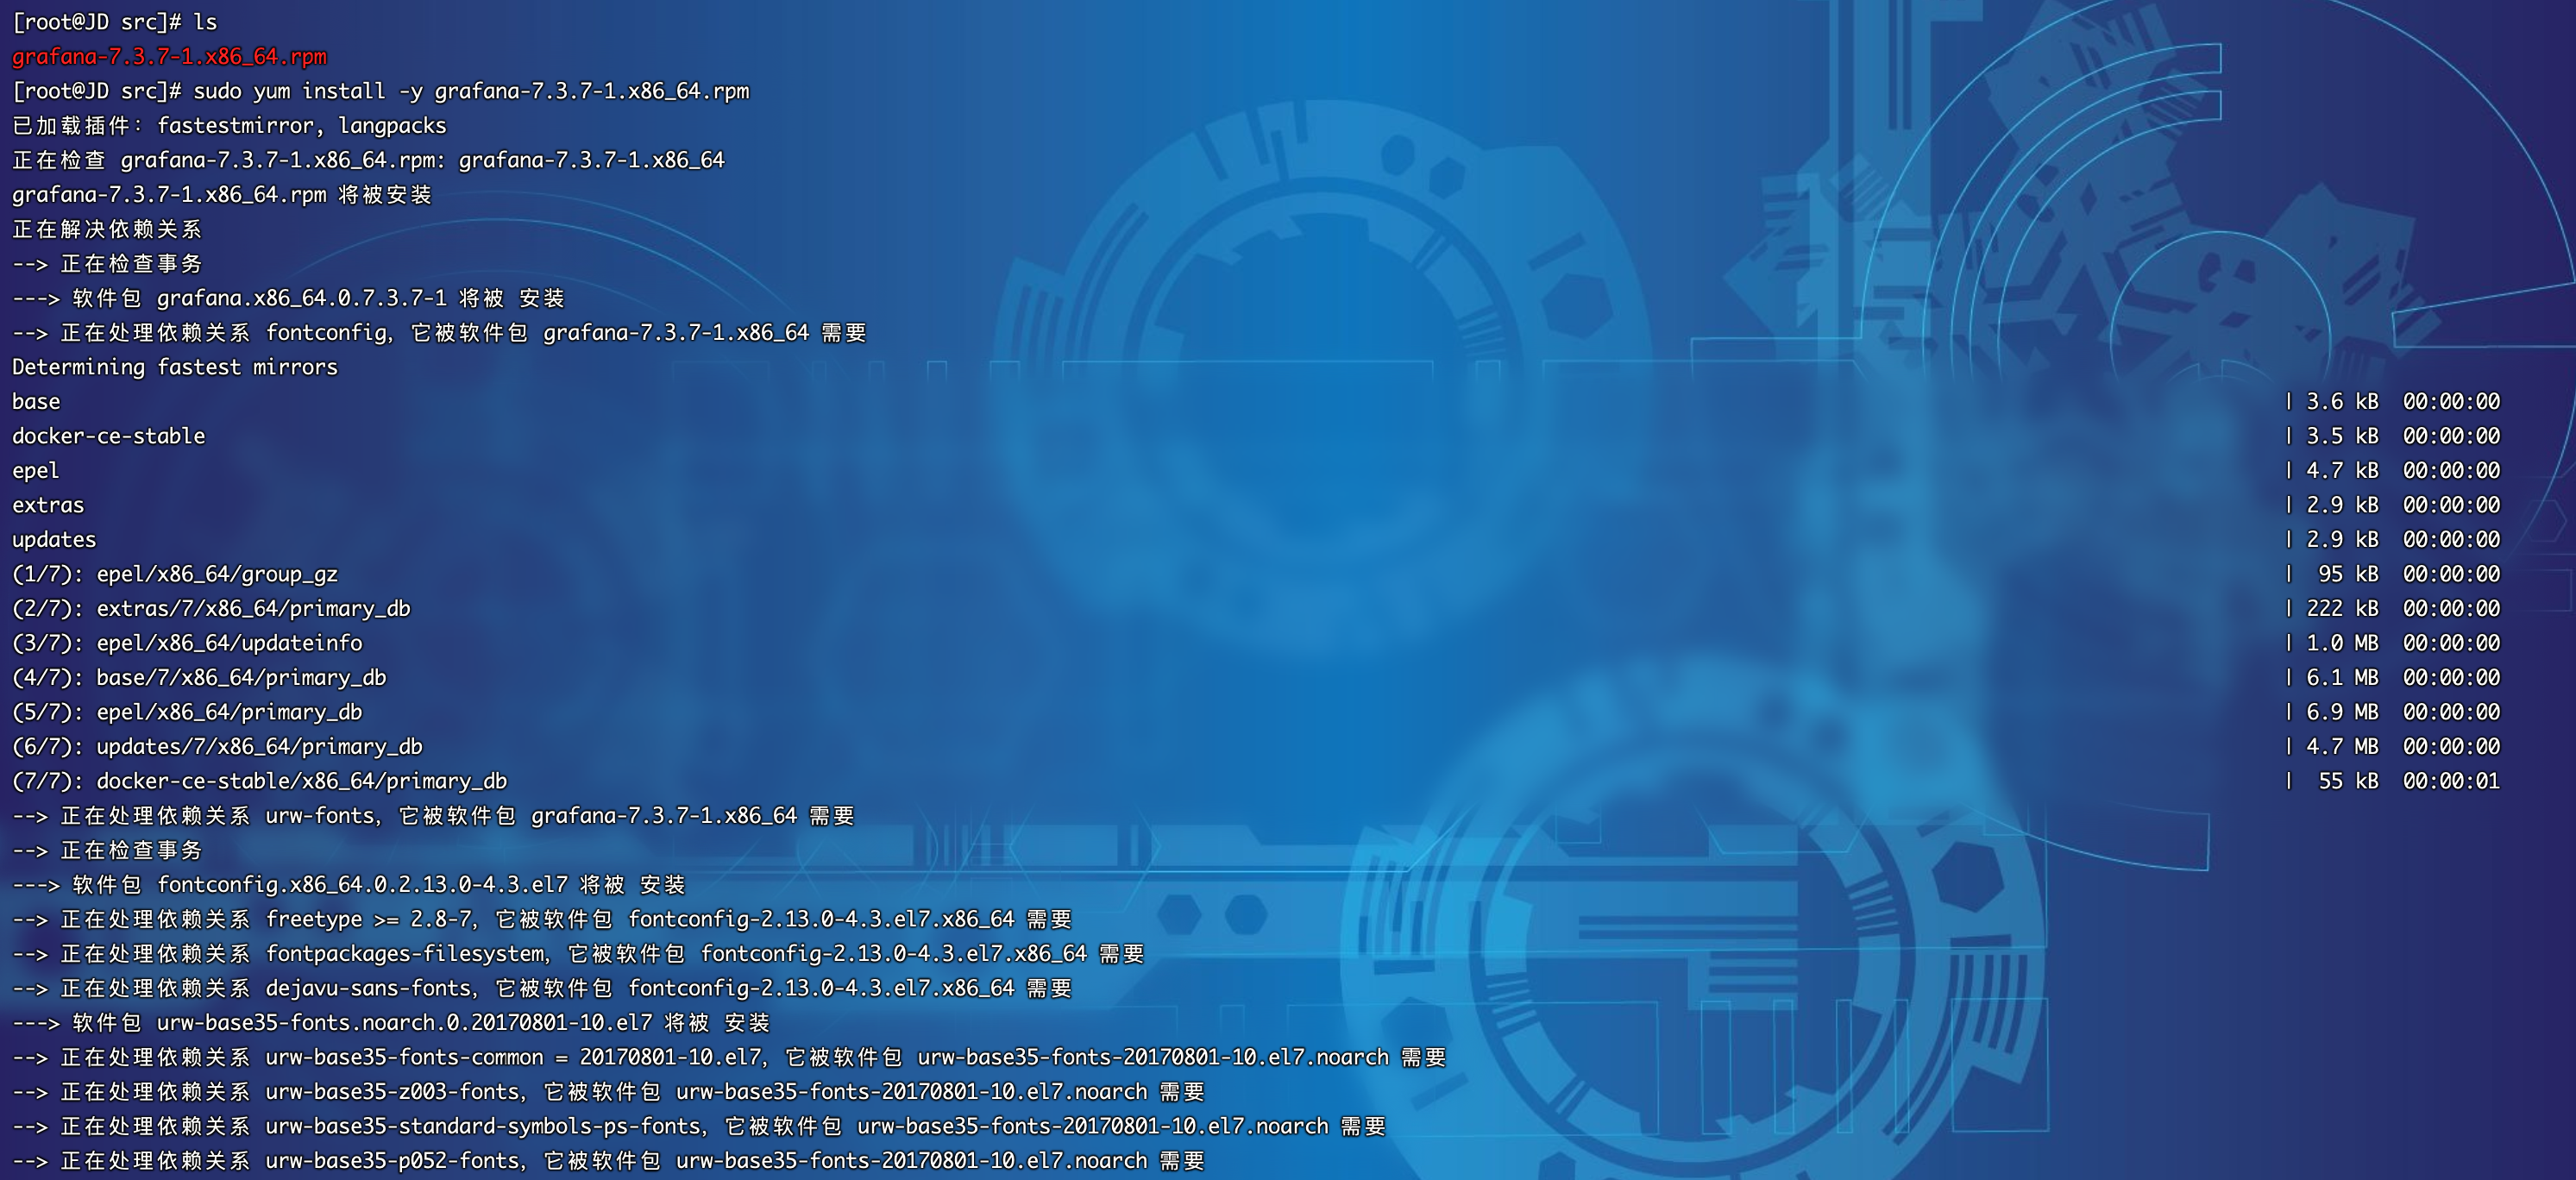 [root@JD src]# ls
grafana-7.3.7-1.x86_64.rpm
[root@JD src]# sudo yum install -y grafana-7.3.7-1.x86_64.rpm
已加载插件：fastestmirror, langpacks
正在检查 grafana-7.3.7-1.x86_64.rpm: grafana-7.3.7-1.x86_64
grafana-7.3.7-1.x86_64.rpm 将被安装
正在解决依赖关系
--> 正在检查事务
---> 软件包 grafana.x86_64.0.7.3.7-1 将被 安装
--> 正在处理依赖关系 fontconfig，它被软件包 grafana-7.3.7-1.x86_64 需要
Determining fastest mirrors
base | 3.6 kB 00:00:00
docker-ce-stable | 3.5 kB 00:00:00
epel | 4.7 kB 00:00:00
extras | 2.9 kB 00:00:00
updates | 2.9 kB 00:00:00
(1/7): epel/x86_64/group_gz | 95 kB 00:00:00
(2/7): extras/7/x86_64/primary_db | 222 kB 00:00:00
(3/7): epel/x86_64/updateinfo | 1.0 MB 00:00:00
(4/7): base/7/x86_64/primary_db | 6.1 MB 00:00:00
(5/7): epel/x86_64/primary_db | 6.9 MB 00:00:00
(6/7): updates/7/x86_64/primary_db | 4.7 MB 00:00:00
(7/7): docker-ce-stable/x86_64/primary_db | 55 kB 00:00:01
--> 正在处理依赖关系 urw-fonts，它被软件包 grafana-7.3.7-1.x86_64 需要
--> 正在检查事务
---> 软件包 fontconfig.x86_64.0.2.13.0-4.3.el7 将被 安装
--> 正在处理依赖关系 freetype >= 2.8-7，它被软件包 fontconfig-2.13.0-4.3.el7.x86_64 需要
--> 正在处理依赖关系 fontpackages-filesystem，它被软件包 fontconfig-2.13.0-4.3.el7.x86_64 需要
--> 正在处理依赖关系 dejavu-sans-fonts，它被软件包 fontconfig-2.13.0-4.3.el7.x86_64 需要
---> 软件包 urw-base35-fonts.noarch.0.20170801-10.el7 将被 安装
--> 正在处理依赖关系 urw-base35-fonts-common = 20170801-10.el7，它被软件包 urw-base35-fonts-20170801-10.el7.noarch 需要
--> 正在处理依赖关系 urw-base35-z003-fonts，它被软件包 urw-base35-fonts-20170801-10.el7.noarch 需要
--> 正在处理依赖关系 urw-base35-standard-symbols-ps-fonts，它被软件包 urw-base35-fonts-20170801-10.el7.noarch 需要
--> 正在处理依赖关系 urw-base35-p052-fonts，它被软件包 urw-base35-fonts-20170801-10.el7.noarch 需要